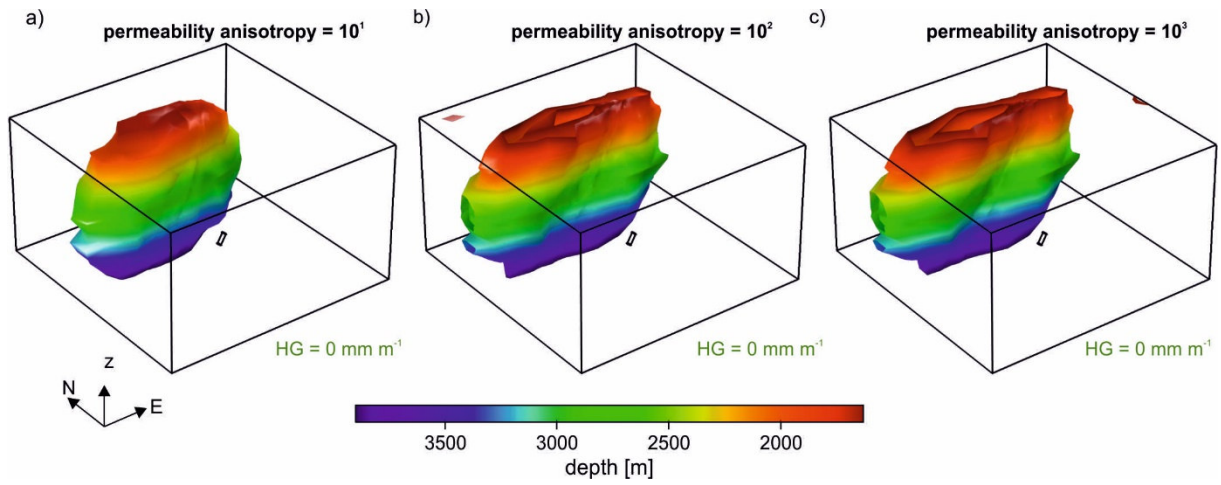 a)
permeability anisotropy = 10¹
b)
permeability anisotropy = 10²
c)
permeability anisotropy = 10³
HG = 0 mm m⁻¹
HG = 0 mm m⁻¹
HG = 0 mm m⁻¹
z
N
E
3500 3000 2500 2000
depth [m]